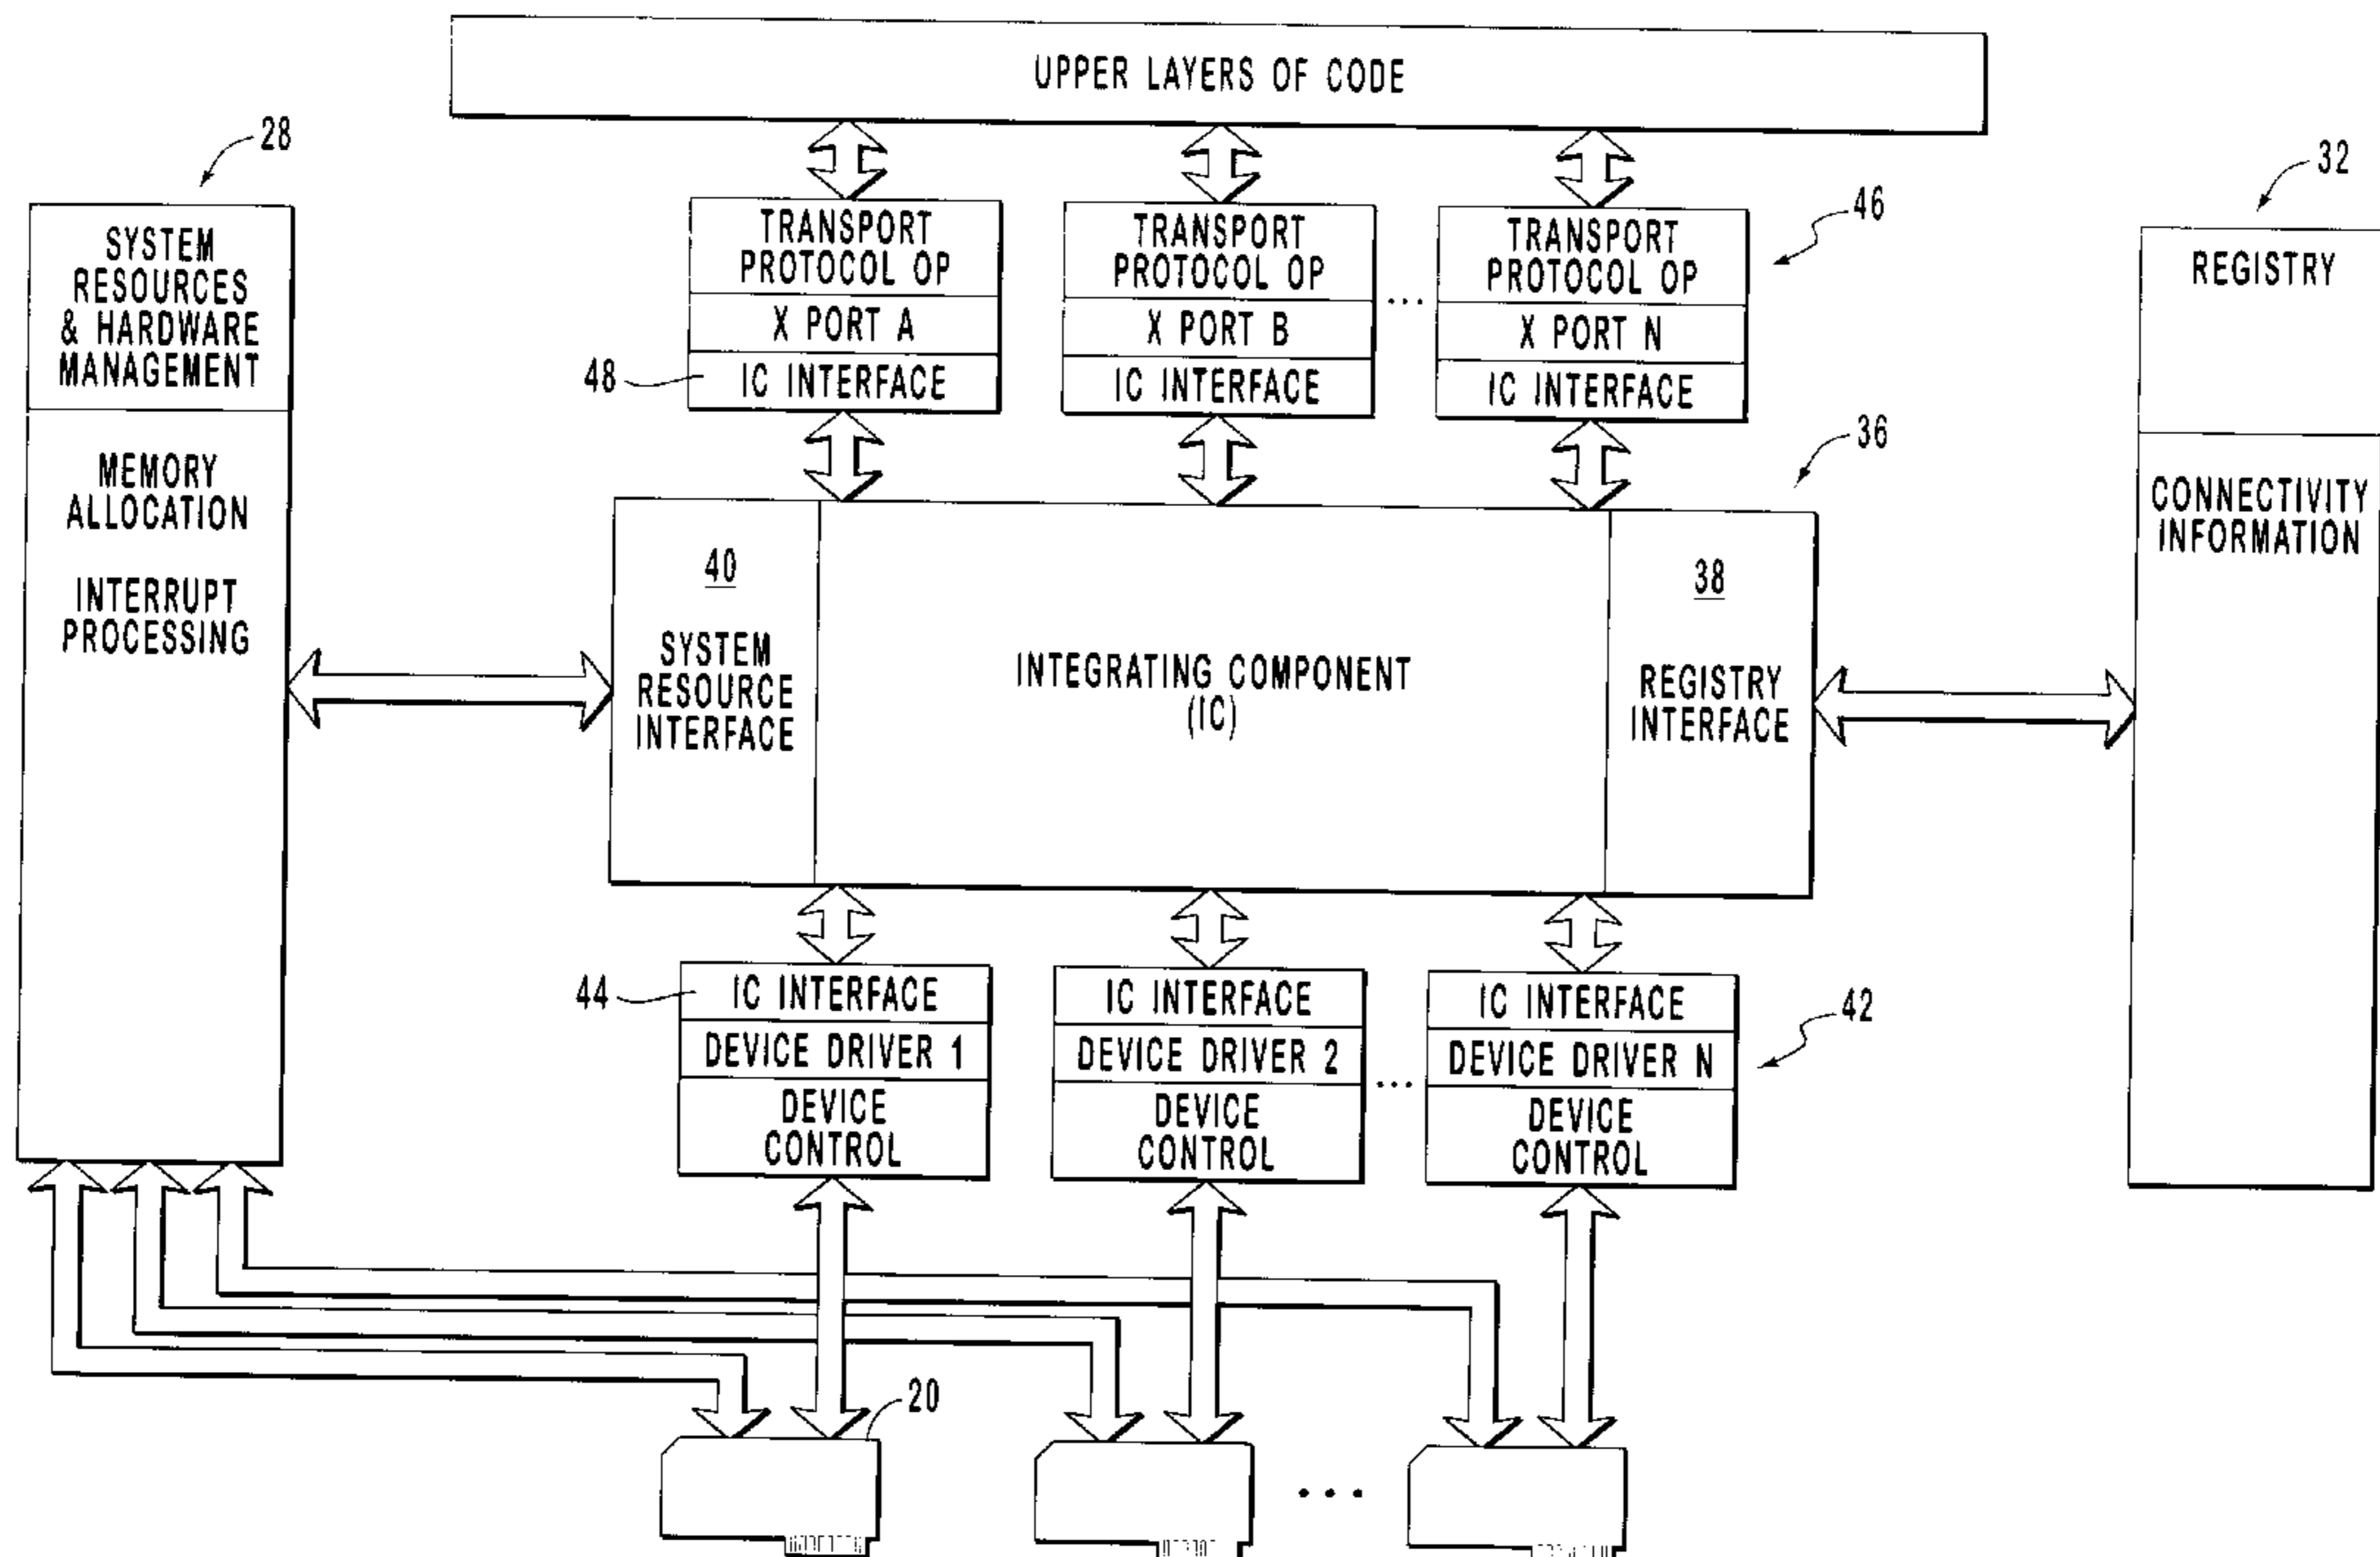 UPPER LAYERS OF CODE
28
32
46
SYSTEM
RESOURCES
& HARDWARE
MANAGEMENT
MEMORY
ALLOCATION
INTERRUPT
PROCESSING
TRANSPORT
PROTOCOL OP
X PORT A
48
IC INTERFACE
TRANSPORT
PROTOCOL OP
X PORT B
IC INTERFACE
...
TRANSPORT
PROTOCOL OP
X PORT N
IC INTERFACE
REGISTRY
CONNECTIVITY
INFORMATION
36
40
SYSTEM
RESOURCE
INTERFACE
INTEGRATING COMPONENT
(IC)
38
REGISTRY
INTERFACE
44
IC INTERFACE
DEVICE DRIVER 1
DEVICE
CONTROL
IC INTERFACE
DEVICE DRIVER 2
DEVICE
CONTROL
...
IC INTERFACE
DEVICE DRIVER N
DEVICE
CONTROL
42
20
...